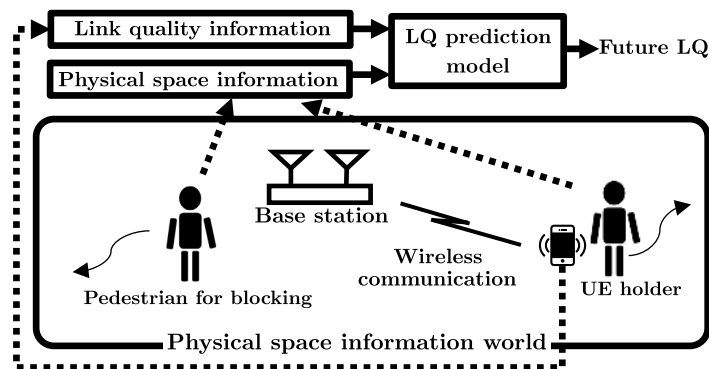 Link quality information
Physical space information
LQ prediction
model
Future LQ
Base station
Wireless
communication
Pedestrian for blocking
UE holder
Physical space information world